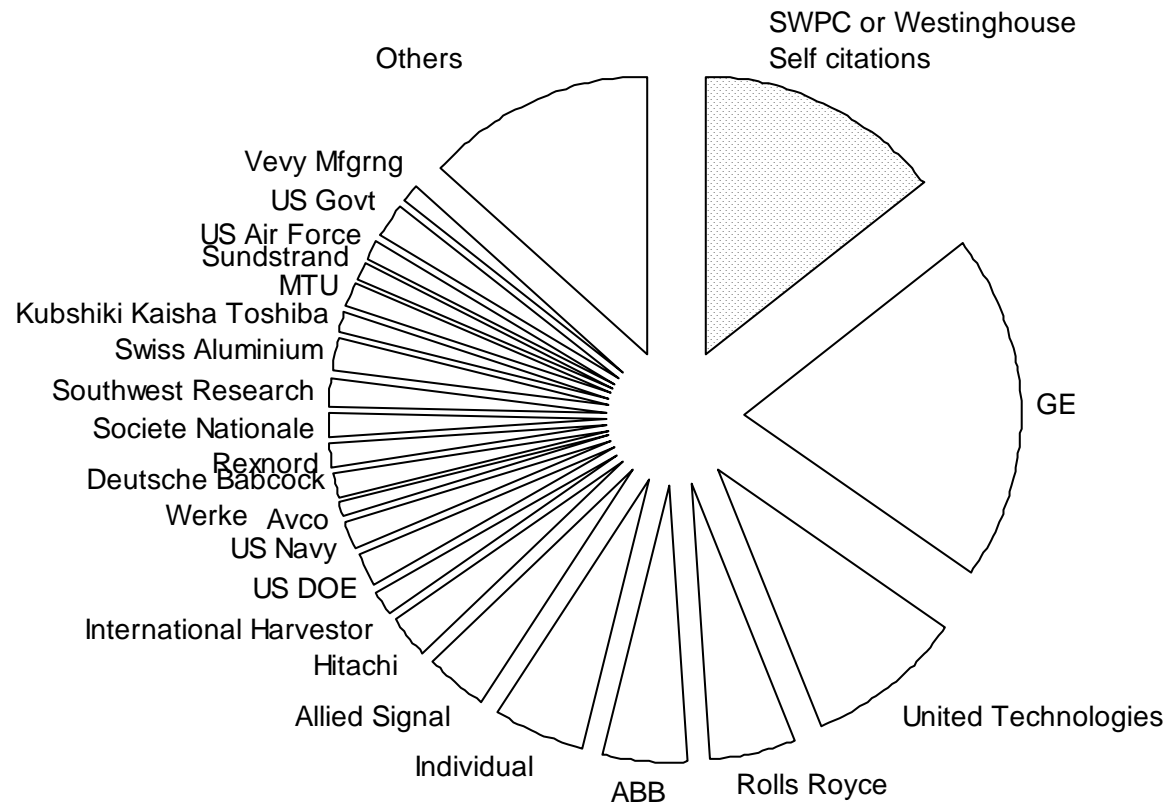 SWPC or Westinghouse
Self citations
Others
Vevy Mfgrng
US Govt
US Air Force
Sundstrand
MTU
Kubshiki Kaisha Toshiba
Swiss Aluminium
Southwest Research
GE
Societe Nationale
Rexnord
Deutsche Babcock
Werke
Avco
US Navy
US DOE
International Harvestor
Hitachi
Allied Signal
United Technologies
Individual
Rolls Royce
ABB